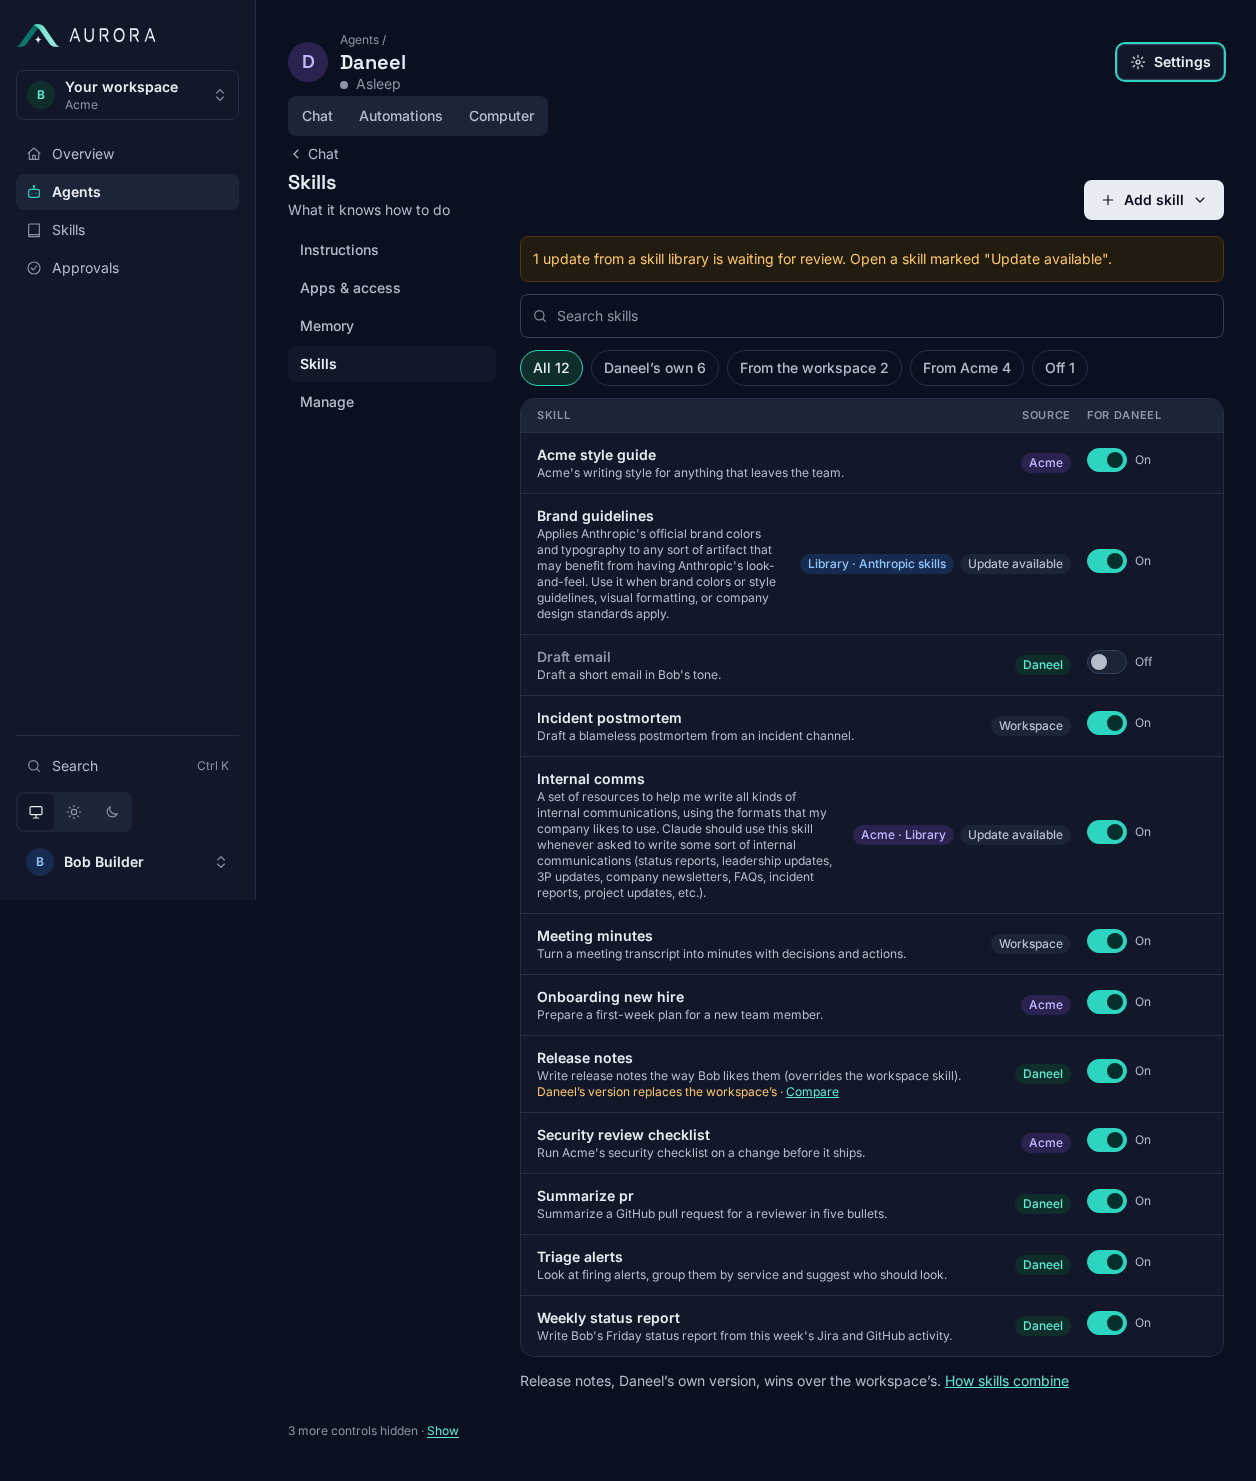 AURORA
B
Your workspace
Acme
Overview
Agents
Skills
Approvals
Search
Ctrl K
B
Bob Builder
D
Agents /
Daneel
Asleep
Settings
Chat
Automations
Computer
Chat
Skills
What it knows how to do
Add skill
Instructions
Apps & access
Memory
Skills
Manage
1 update from a skill library is waiting for review. Open a skill marked "Update available".
Search skills
All 12
Daneel’s own 6
From the workspace 2
From Acme 4
Off 1
SKILL
SOURCE
FOR DANEEL
Acme style guide
Acme's writing style for anything that leaves the team.
Acme
On
Brand guidelines
Applies Anthropic's official brand colors
and typography to any sort of artifact that
may benefit from having Anthropic's look-
and-feel. Use it when brand colors or style
guidelines, visual formatting, or company
design standards apply.
Library · Anthropic skills
Update available
On
Draft email
Draft a short email in Bob's tone.
Daneel
Off
Incident postmortem
Draft a blameless postmortem from an incident channel.
Workspace
On
Internal comms
A set of resources to help me write all kinds of
internal communications, using the formats that my
company likes to use. Claude should use this skill
whenever asked to write some sort of internal
communications (status reports, leadership updates,
3P updates, company newsletters, FAQs, incident
reports, project updates, etc.).
Acme · Library
Update available
On
Meeting minutes
Turn a meeting transcript into minutes with decisions and actions.
Workspace
On
Onboarding new hire
Prepare a first-week plan for a new team member.
Acme
On
Release notes
Write release notes the way Bob likes them (overrides the workspace skill).
Daneel’s version replaces the workspace’s · Compare
Daneel
On
Security review checklist
Run Acme's security checklist on a change before it ships.
Acme
On
Summarize pr
Summarize a GitHub pull request for a reviewer in five bullets.
Daneel
On
Triage alerts
Look at firing alerts, group them by service and suggest who should look.
Daneel
On
Weekly status report
Write Bob's Friday status report from this week's Jira and GitHub activity.
Daneel
On
Release notes, Daneel’s own version, wins over the workspace’s. How skills combine
3 more controls hidden · Show